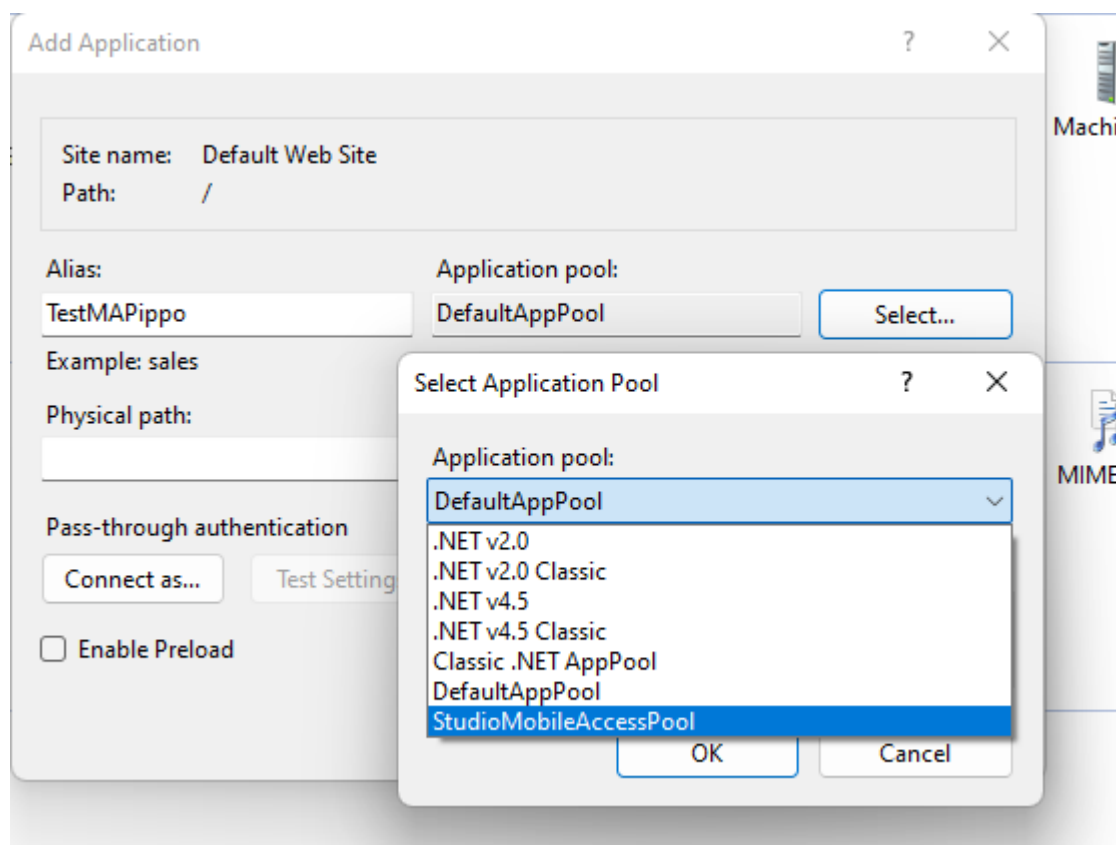 Add Application
?
Machi
Site name: Default Web Site
Path: /
Alias:
Application pool:
TestMAPippo
DefaultAppPool
Select...
Example: sales
Select Application Pool
?
Physical path:
Application pool:
DefaultAppPool
MIME
Pass-through authentication
.NET v2.0
.NET v2.0 Classic
Connect as...
Test Setting
.NET v4.5
.NET v4.5 Classic
Enable Preload
Classic .NET AppPool
DefaultAppPool
StudioMobileAccessPool
OK
Cancel